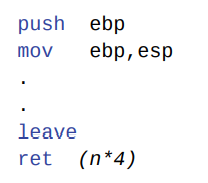 push ebp
mov ebp,esp
.
.
leave
ret (n*4)